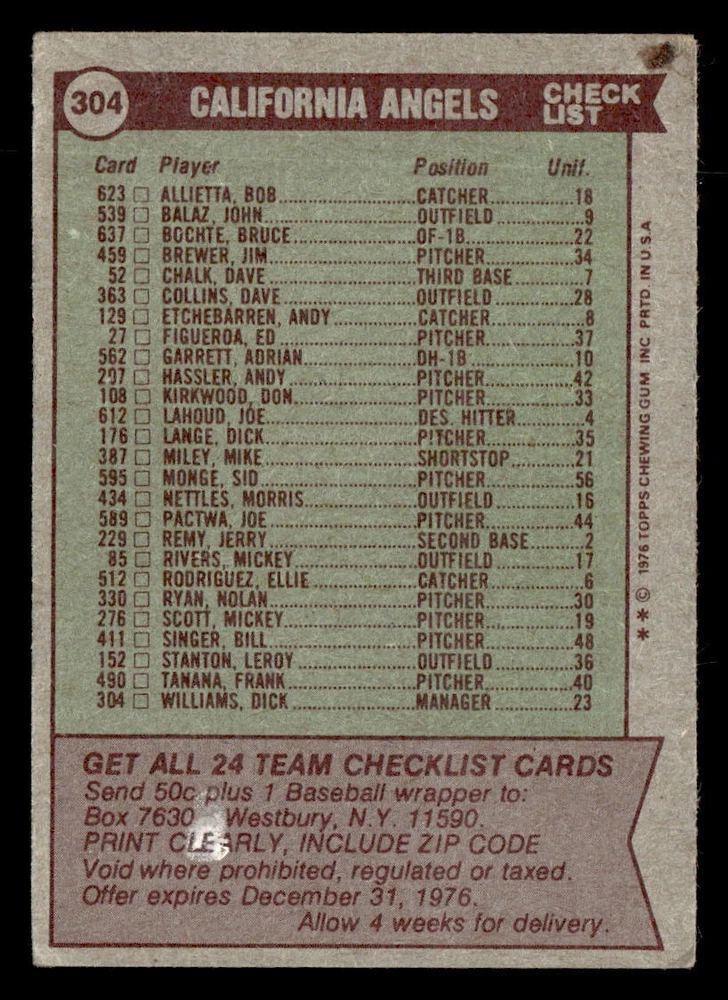 304 CALIFORNIA ANGELS CHECK LIST
Card Player Position Unif.
623 □ ALLIETTA, BOB CATCHER 18
539 □ BALAZ, JOHN OUTFIELD 9
637 □ BOCHTE, BRUCE OF-1B 22
459 □ BREWER, JIM PITCHER 34
52 □ CHALK, DAVE THIRD BASE 7
363 □ COLLINS, DAVE OUTFIELD 28
129 □ ETCHEBARREN, ANDY CATCHER 8
27 □ FIGUEROA, ED PITCHER 37
562 □ GARRETT, ADRIAN DH-1B 10
207 □ HASSLER, ANDY PITCHER 42
108 □ KIRKWOOD, DON PITCHER 33
612 □ LAHOUD, JOE DES. HITTER 4
176 □ LANGE, DICK PITCHER 35
387 □ MILEY, MIKE SHORTSTOP 21
595 □ MONGE, SID PITCHER 56
434 □ NETTLES, MORRIS OUTFIELD 16
589 □ PACTWA, JOE PITCHER 44
229 □ REMY, JERRY SECOND BASE 2
85 □ RIVERS, MICKEY OUTFIELD 17
512 □ RODRIGUEZ, ELLIE CATCHER 6
330 □ RYAN, NOLAN PITCHER 30
276 □ SCOTT, MICKEY PITCHER 19
411 □ SINGER, BILL PITCHER 48
152 □ STANTON, LEROY OUTFIELD 36
490 □ TANANA, FRANK PITCHER 40
304 □ WILLIAMS, DICK MANAGER 23
GET ALL 24 TEAM CHECKLIST CARDS
Send 50c plus 1 Baseball wrapper to:
Box 7630 Westbury, N.Y. 11590.
PRINT CLEARLY, INCLUDE ZIP CODE
Void where prohibited, regulated or taxed.
Offer expires December 31, 1976.
Allow 4 weeks for delivery.
**© 1976 TOPPS CHEWING GUM INC PRTD. IN U.S.A